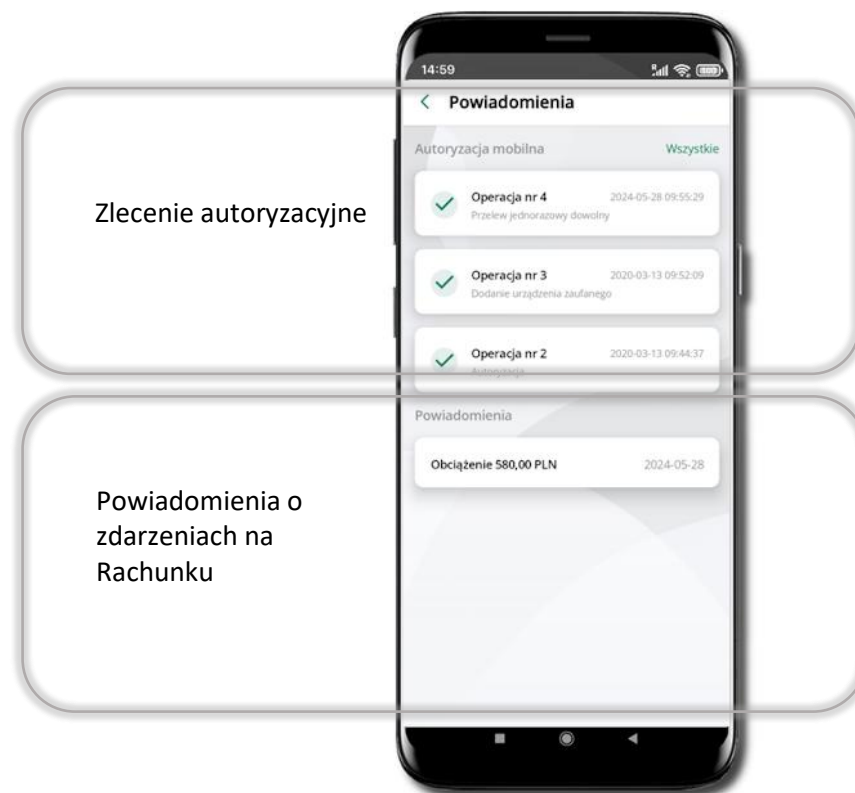 14:59
Powiadomienia
Autoryzacja mobilna Wszystkie
Zlecenie autoryzacyjne
Operacja nr 4 2024-05-28 09:55:29
Przelew jednorazowy dowolny
Operacja nr 3 2020-03-13 09:52:09
Dodanie urządzenia zaufanego
Operacja nr 2 2020-03-13 09:44:37
Autoryzacja
Powiadomienia
Obciążenie 580,00 PLN 2024-05-28
Powiadomienia o
zdarzeniach na
Rachunku